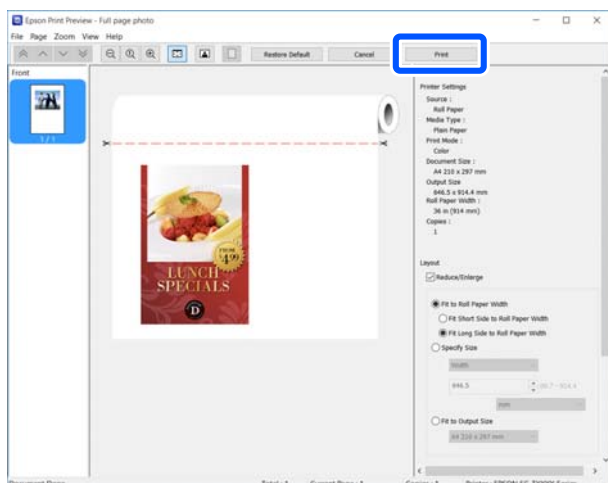 Epson Print Preview - Full page photo
File Page Zoom View Help
Restore Default Cancel Print
Front
1 / 1
FROM
$4.99
LUNCH
SPECIALS
D
Printer Settings
Source :
Roll Paper
Media Type :
Plain Paper
Print Mode :
Color
Document Size :
A4 210 x 297 mm
Output Size
646.5 x 914.4 mm
Roll Paper Width :
36 in (914 mm)
Copies :
1
Layout
Reduce/Enlarge
Fit to Roll Paper Width
Fit Short Side to Roll Paper Width
Fit Long Side to Roll Paper Width
Specify Size
Width
646.5
mm
Fit to Output Size
A4 210 x 297 mm